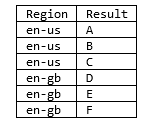 Region Result
en-us A
en-us B
en-us C
en-gb D
en-gb E
en-gb F